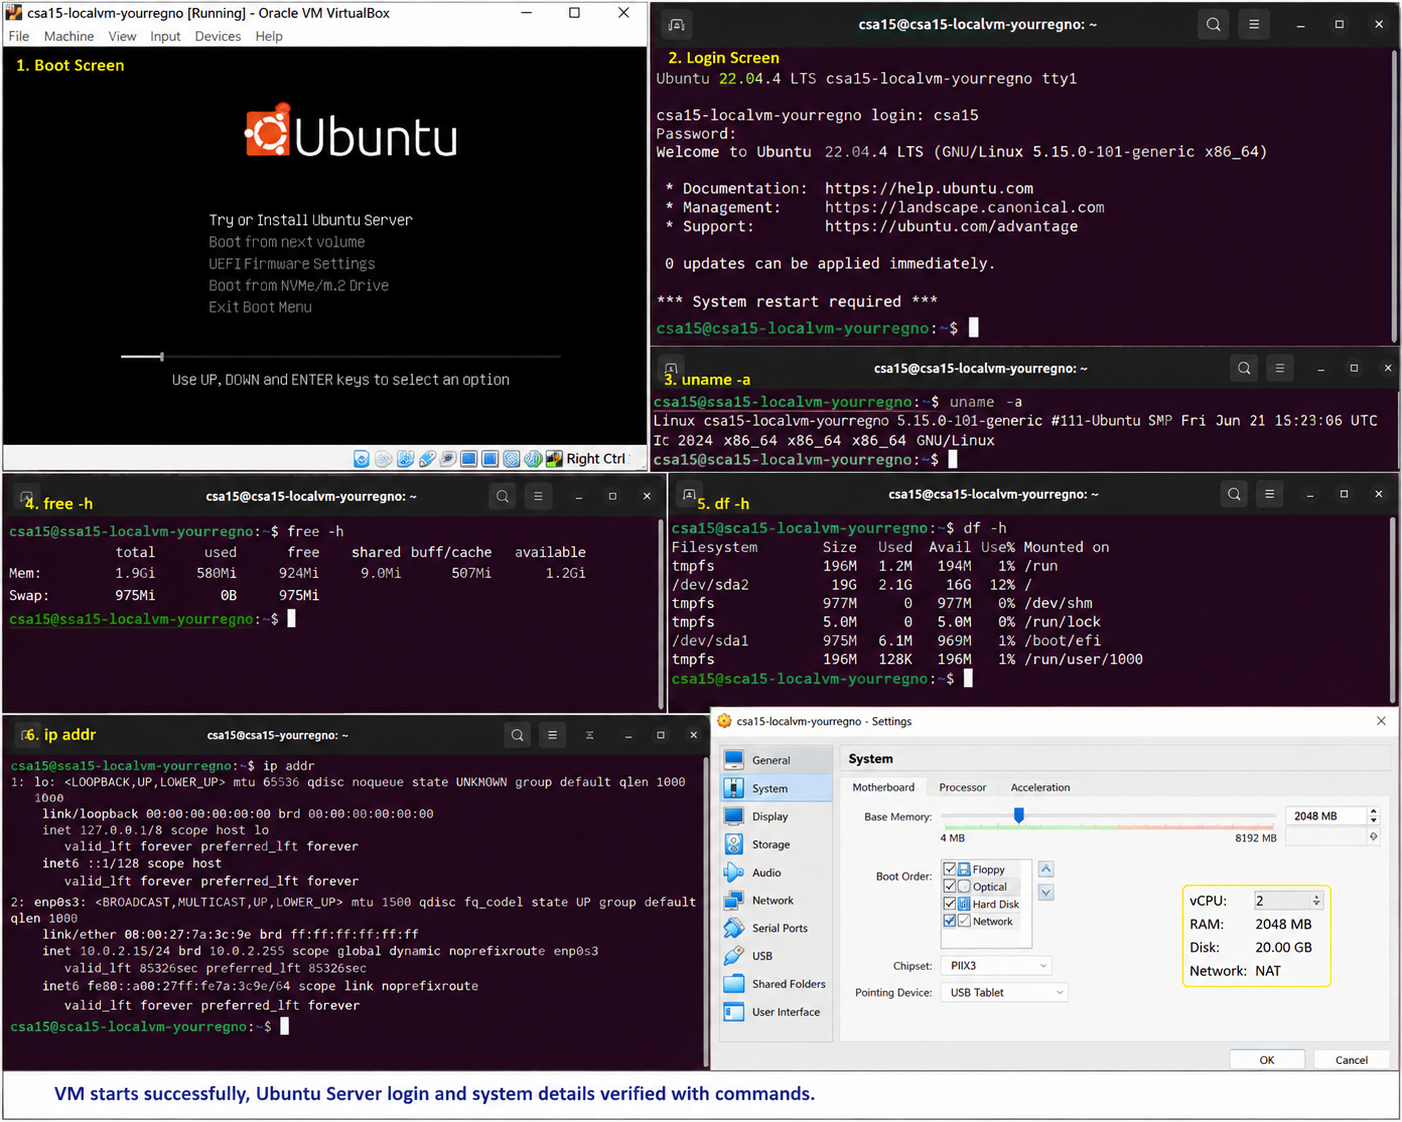 csa15-localvm-yourregno [Running] - Oracle VM VirtualBox
File Machine View Input Devices Help
1. Boot Screen
Ubuntu
Try or Install Ubuntu Server
Boot from next volume
UEFI Firmware Settings
Boot from NVMe/m.2 Drive
Exit Boot Menu
Use UP, DOWN and ENTER keys to select an option
Right Ctrl
csa15@csa15-localvm-yourregno: ~
2. Login Screen
Ubuntu 22.04.4 LTS csa15-localvm-yourregno tty1
csa15-localvm-yourregno login: csa15
Password:
Welcome to Ubuntu 22.04.4 LTS (GNU/Linux 5.15.0-101-generic x86_64)
* Documentation: https://help.ubuntu.com
* Management: https://landscape.canonical.com
* Support: https://ubuntu.com/advantage
0 updates can be applied immediately.
*** System restart required ***
csa15@csa15-localvm-yourregno:~$
csa15@csa15-localvm-yourregno: ~
3. uname -a
csa15@ssa15-localvm-yourregno:~$ uname -a
Linux csa15-localvm-yourregno 5.15.0-101-generic #111-Ubuntu SMP Fri Jun 21 15:23:06 UTC
Ic 2024 x86_64 x86_64 x86_64 GNU/Linux
csa15@sca15-localvm-yourregno:~$
csa15@csa15-localvm-yourregno: ~
4. free -h
csa15@ssa15-localvm-yourregno:~$ free -h
total used free shared buff/cache available
Mem: 1.9Gi 580Mi 924Mi 9.0Mi 507Mi 1.2Gi
Swap: 975Mi 0B 975Mi
csa15@ssa15-localvm-yourregno:~$
csa15@csa15-localvm-yourregno: ~
5. df -h
csa15@sca15-localvm-yourregno:~$ df -h
Filesystem Size Used Avail Use% Mounted on
tmpfs 196M 1.2M 194M 1% /run
/dev/sda2 19G 2.1G 16G 12% /
tmpfs 977M 0 977M 0% /dev/shm
tmpfs 5.0M 0 5.0M 0% /run/lock
/dev/sda1 975M 6.1M 969M 1% /boot/efi
tmpfs 196M 128K 196M 1% /run/user/1000
csa15@sca15-localvm-yourregno:~$
6. ip addr
csa15@csa15-yourregno: ~
csa15@ssa15-localvm-yourregno:~$ ip addr
1: lo: <LOOPBACK,UP,LOWER_UP> mtu 65536 qdisc noqueue state UNKMOWN group default qlen 1000
1000
link/loopback 00:00:00:00:00:00 brd 00:00:00:00:00:00
inet 127.0.0.1/8 scope host lo
valid_lft forever preferred_lft forever
inet6 ::1/128 scope host
valid_lft forever preferred_lft forever
2: enp0s3: <BROADCAST,MULTICAST,UP,LOWER_UP> mtu 1500 qdisc fq_codel state UP group default
qlen 1000
link/ether 08:00:27:7a:3c:9e brd ff:ff:ff:ff:ff:ff
inet 10.0.2.15/24 brd 10.0.2.255 scope global dynamic noprefixroute enp0s3
valid_lft 85326sec preferred_lft 85326sec
inet6 fe80::a00:27ff:fe7a:3c9e/64 scope link noprefixroute
valid_lft forever preferred_lft forever
csa15@sca15-localvm-yourregno:~$
csa15-localvm-yourregno - Settings
General
System
Display
Storage
Audio
Network
Serial Ports
USB
Shared Folders
User Interface
System
Motherboard Processor Acceleration
Base Memory: 2048 MB
4 MB 8192 MB
Boot Order: Floppy
Optical
Hard Disk
Network
Chipset: PIIX3
Pointing Device: USB Tablet
vCPU: 2
RAM: 2048 MB
Disk: 20.00 GB
Network: NAT
OK Cancel
VM starts successfully, Ubuntu Server login and system details verified with commands.